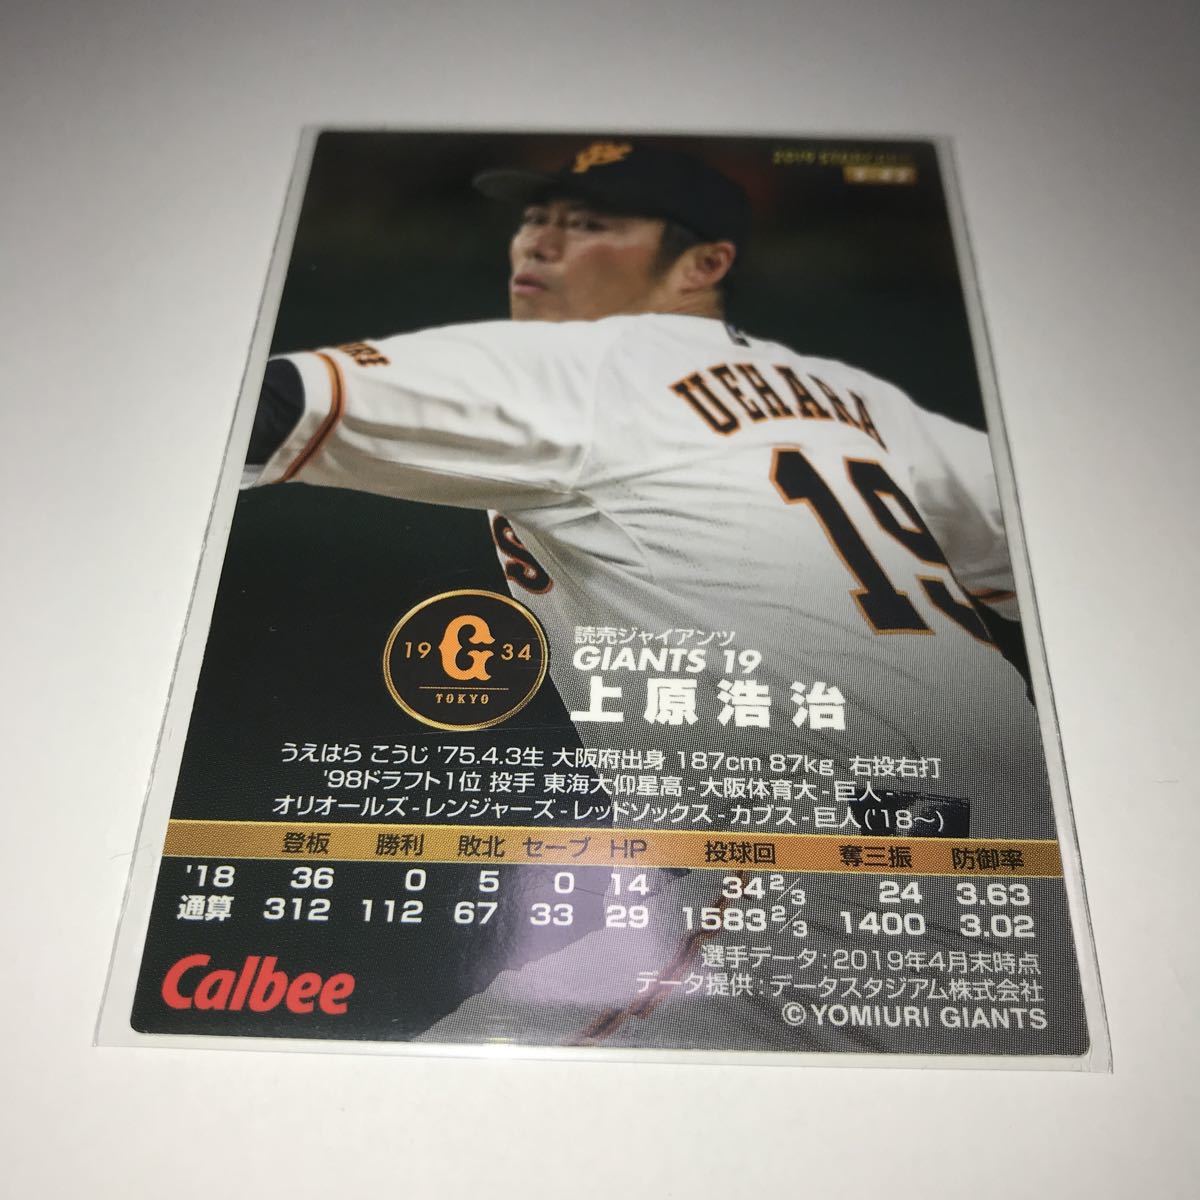 UEHARA
19
S
19 G 34
TOKYO
読売ジャイアンツ
GIANTS 19
上原浩治
うえはら こうじ '75.4.3生 大阪府出身 187cm 87kg 右投右打
'98ドラフト1位 投手 東海大仰星高-大阪体育大-巨人-
オリオールズ-レンジャーズ-レッドソックス-カブス-巨人('18〜)
登板 勝利 敗北 セーブ HP 投球回 奪三振 防御率
'18 36 0 5 0 14 34 2/3 24 3.63
通算 312 112 67 33 29 1583 2/3 1400 3.02
選手データ:2019年4月末時点
データ提供:データスタジアム株式会社
Calbee
© YOMIURI GIANTS